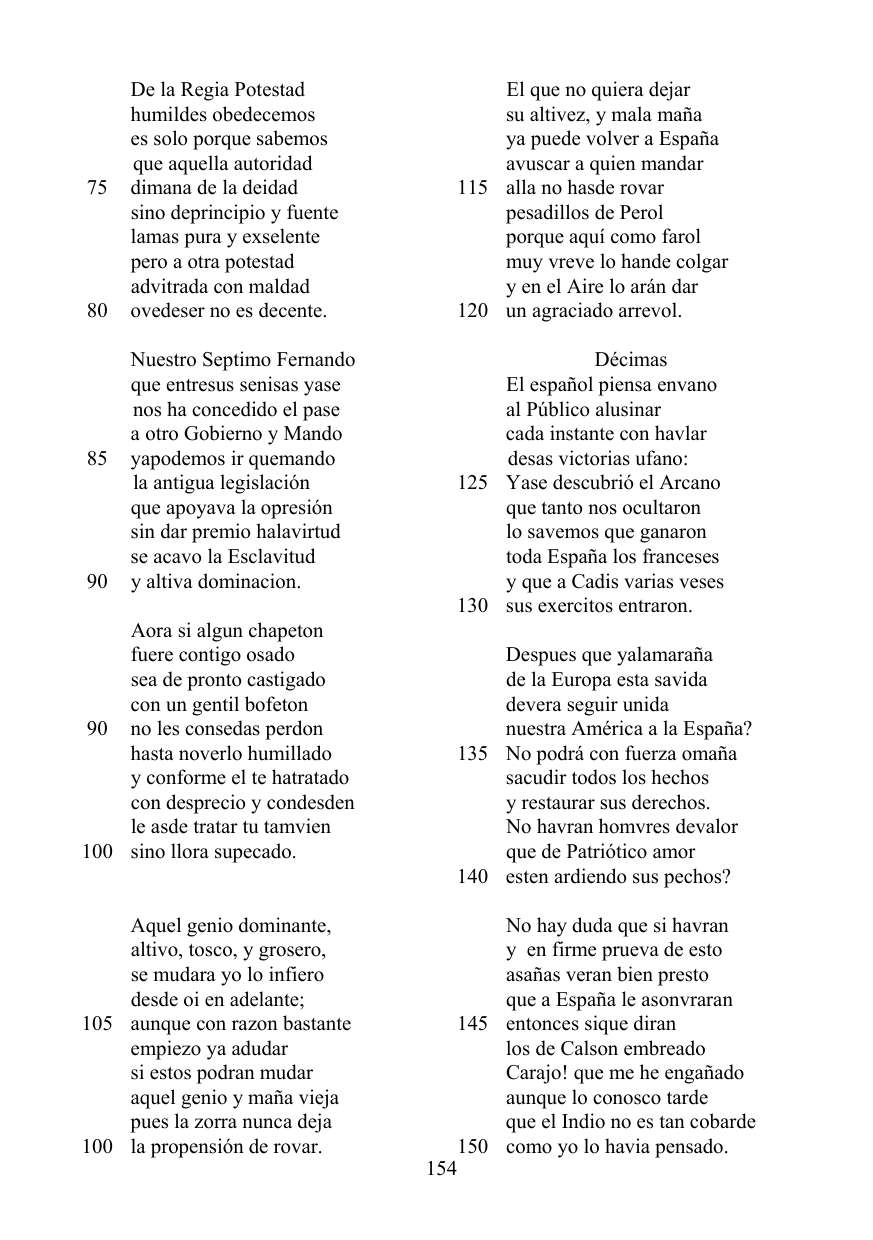 De la Regia Potestad
humildes obedecemos
es solo porque sabemos
que aquella autoridad
75 dimana de la deidad
sino deprincipio y fuente
lamas pura y exselente
pero a otra potestad
advitrada con maldad
80 ovedeser no es decente.

Nuestro Septimo Fernando
que entresus senisas yase
nos ha concedido el pase
a otro Gobierno y Mando
85 yapodemos ir quemando
la antigua legislación
que apoyava la opresión
sin dar premio halavirtud
se acavo la Esclavitud
90 y altiva dominacion.

Aora si algun chapeton
fuere contigo osado
sea de pronto castigado
con un gentil bofeton
90 no les consedas perdon
hasta noverlo humillado
y conforme el te hatratado
con desprecio y condesden
le asde tratar tu tamvien
100 sino llora supecado.

Aquel genio dominante,
altivo, tosco, y grosero,
se mudara yo lo infiero
desde oi en adelante;
105 aunque con razon bastante
empiezo ya adudar
si estos podran mudar
aquel genio y maña vieja
pues la zorra nunca deja
100 la propensión de rovar.

El que no quiera dejar
su altivez, y mala maña
ya puede volver a España
avuscar a quien mandar
115 alla no hasde rovar
pesadillos de Perol
porque aquí como farol
muy vreve lo hande colgar
y en el Aire lo arán dar
120 un agraciado arrevol.

Décimas
El español piensa envano
al Público alusinar
cada instante con havlar
desas victorias ufano:
125 Yase descubrió el Arcano
que tanto nos ocultaron
lo savemos que ganaron
toda España los franceses
y que a Cadis varias veses
130 sus exercitos entraron.

Despues que yalamaraña
de la Europa esta savida
devera seguir unida
nuestra América a la España?
135 No podrá con fuerza omaña
sacudir todos los hechos
y restaurar sus derechos.
No havran homvres devalor
que de Patriótico amor
140 esten ardiendo sus pechos?

No hay duda que si havran
y en firme prueva de esto
asañas veran bien presto
que a España le asonvraran
145 entonces sique diran
los de Calson embreado
Carajo! que me he engañado
aunque lo conosco tarde
que el Indio no es tan cobarde
150 como yo lo havia pensado.
154